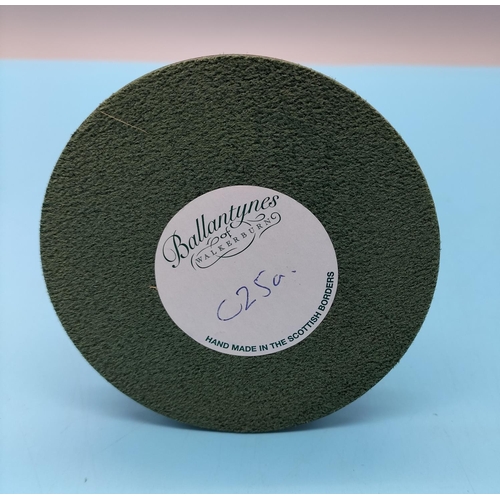 Ballantynes
of
WALKERBURN
C25a.
HAND MADE IN THE SCOTTISH BORDERS